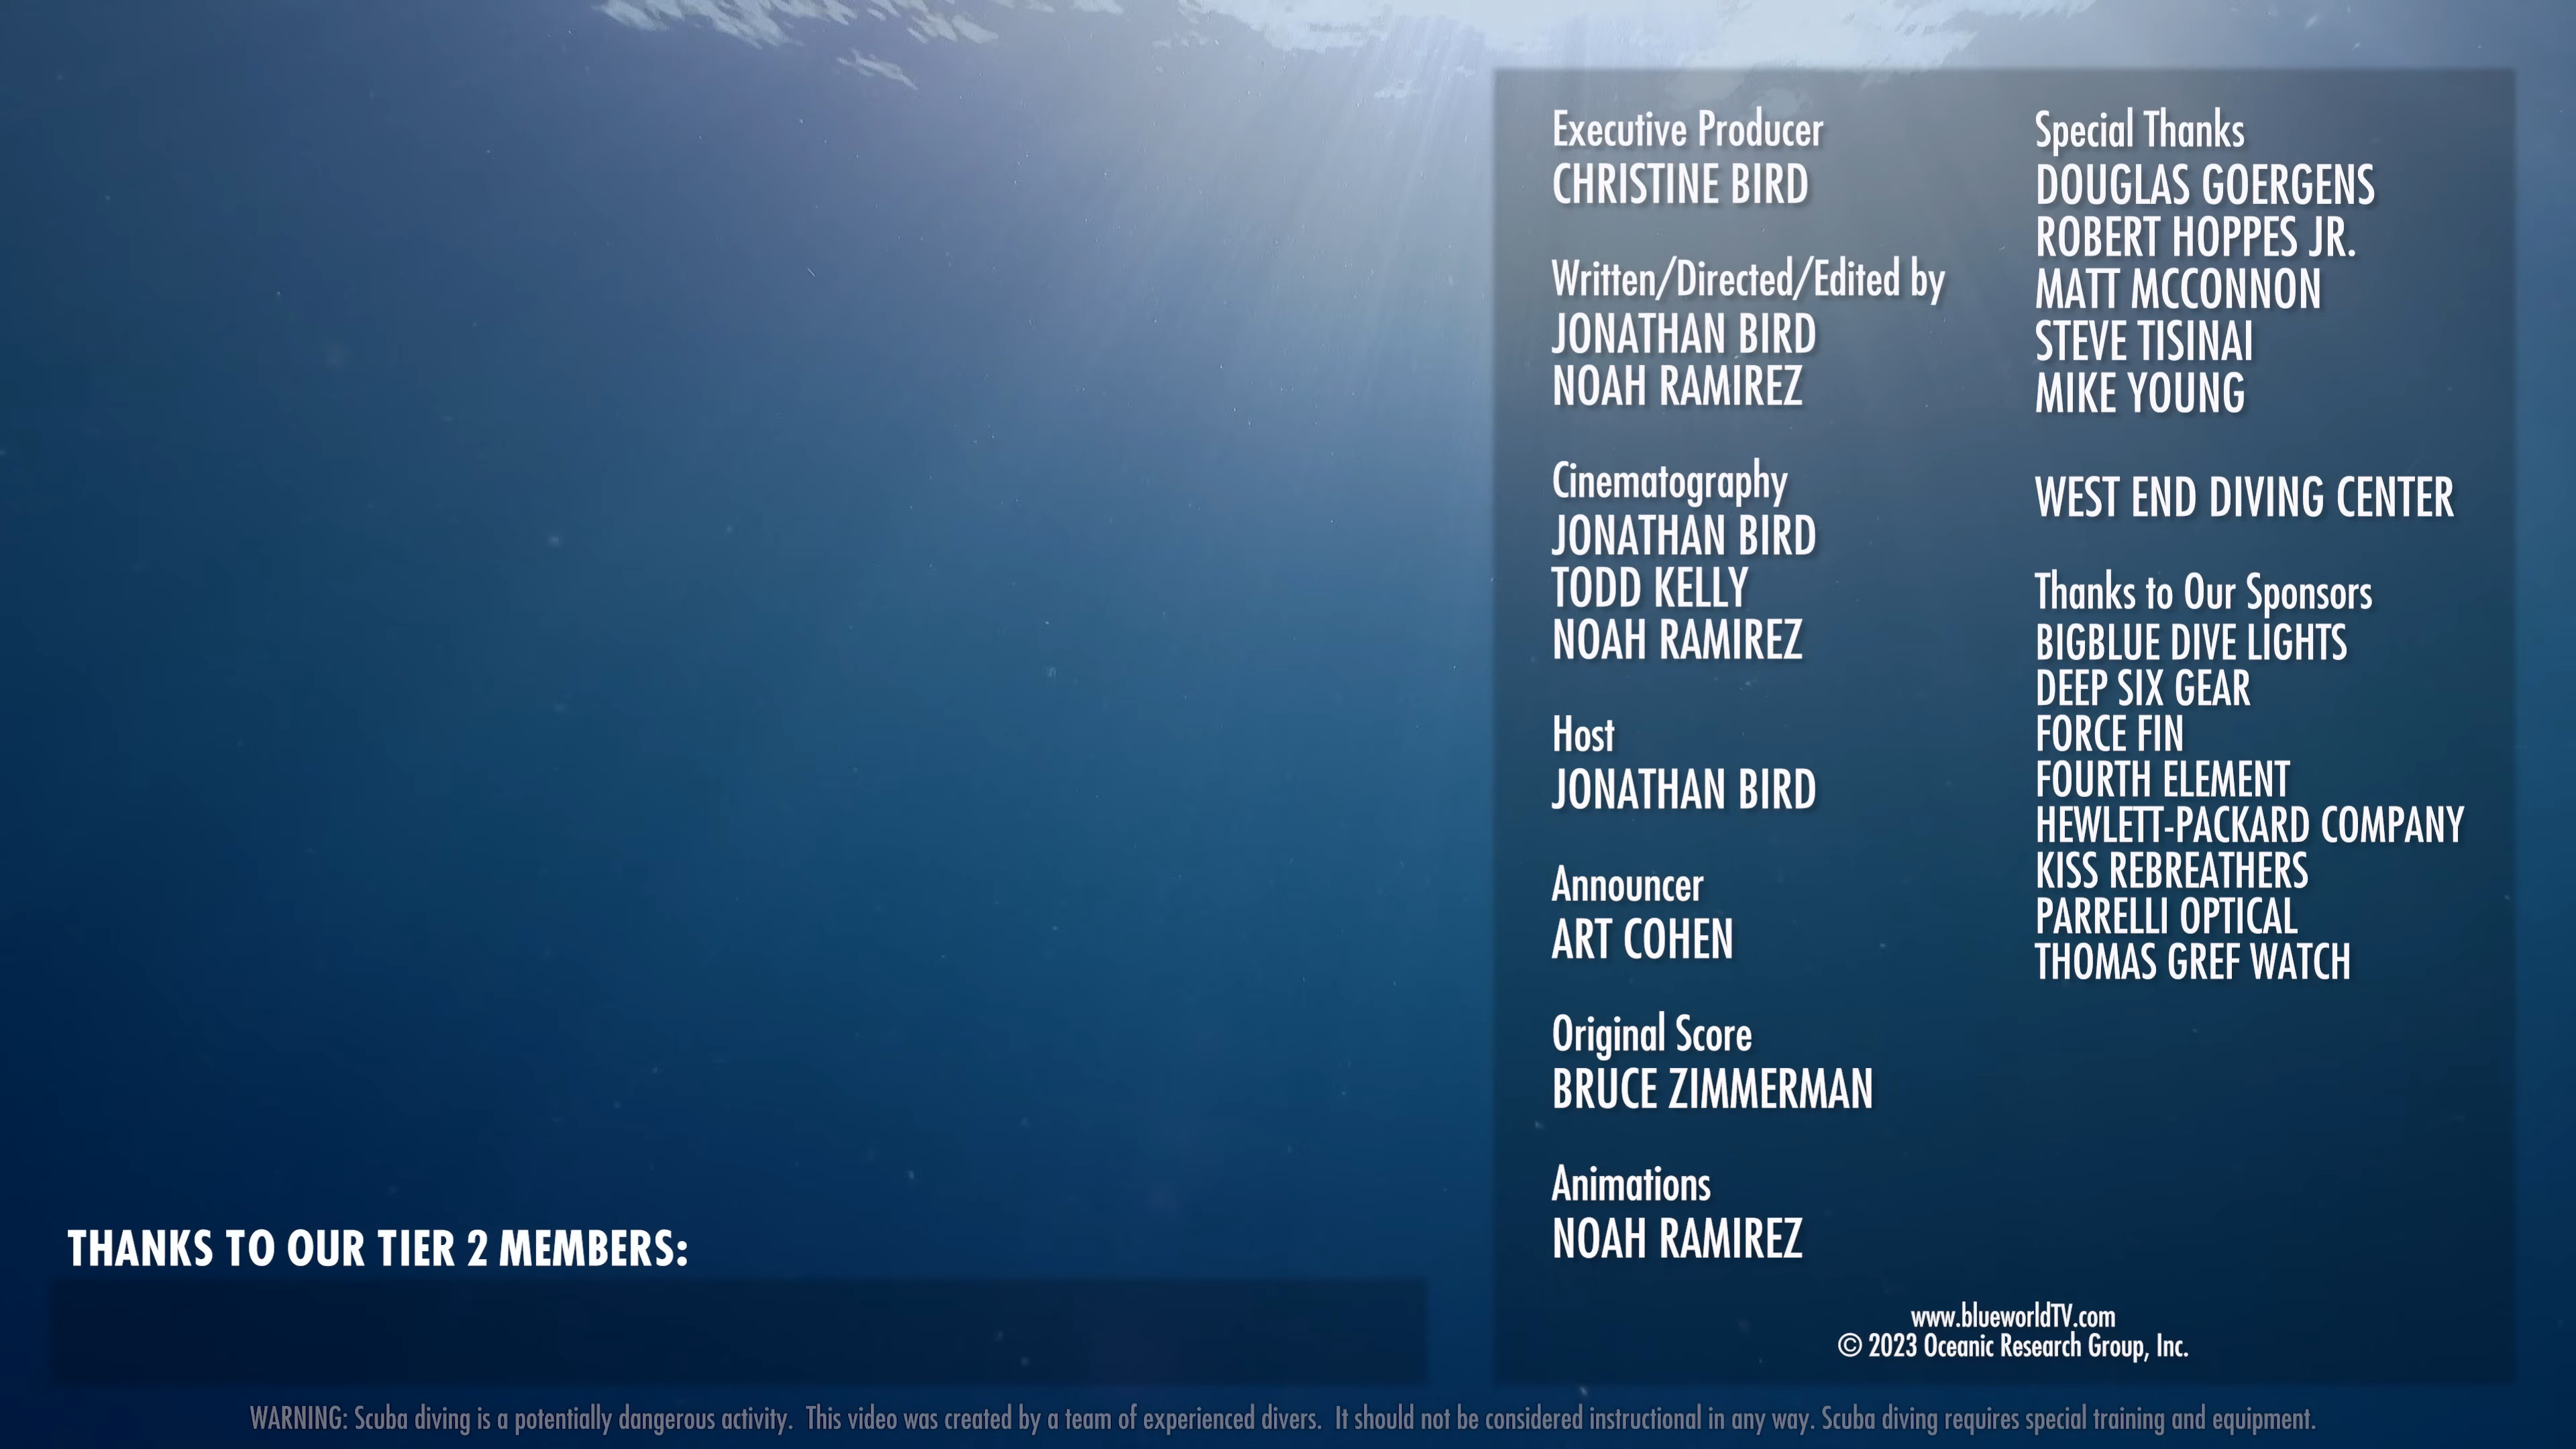 Executive Producer
CHRISTINE BIRD
Written/Directed/Edited by
JONATHAN BIRD
NOAH RAMIREZ
Cinematography
JONATHAN BIRD
TODD KELLY
NOAH RAMIREZ
Host
JONATHAN BIRD
Announcer
ART COHEN
Original Score
BRUCE ZIMMERMAN
Animations
NOAH RAMIREZ
Special Thanks
DOUGLAS GOERGENS
ROBERT HOPPES JR.
MATT MCCONNON
STEVE TISINAI
MIKE YOUNG
WEST END DIVING CENTER
Thanks to Our Sponsors
BIGBLUE DIVE LIGHTS
DEEP SIX GEAR
FORCE FIN
FOURTH ELEMENT
HEWLETT-PACKARD COMPANY
KISS REBREATHERS
PARRELLI OPTICAL
THOMAS GREF WATCH
www.blueworldTV.com
© 2023 Oceanic Research Group, Inc.
THANKS TO OUR TIER 2 MEMBERS:
WARNING: Scuba diving is a potentially dangerous activity.  This video was created by a team of experienced divers.  It should not be considered instructional in any way. Scuba diving requires special training and equipment.